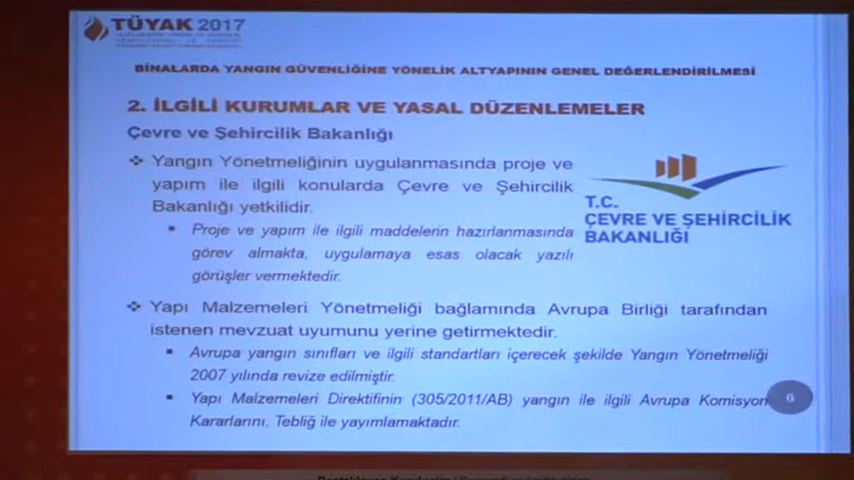 TÜYAK 2017
BİNALARDA YANGIN GÜVENLİĞİNE YÖNELİK ALTYAPININ GENEL DEĞERLENDİRİLMESİ
2. İLGİLİ KURUMLAR VE YASAL DÜZENLEMELER
Çevre ve Şehircilik Bakanlığı
Yangın Yönetmeliğinin uygulanmasında proje ve
yapım ile ilgili konularda Çevre ve Şehircilik
Bakanlığı yetkilidir.
Proje ve yapım ile ilgili maddelerin hazırlanmasında
görev almakta, uygulamaya esas olacak yazılı
görüşler vermektedir.
T.C.
ÇEVRE VE ŞEHİRCİLİK
BAKANLIĞI
Yapı Malzemeleri Yönetmeliği bağlamında Avrupa Birliği tarafından
istenen mevzuat uyumunu yerine getirmektedir.
Avrupa yangın sınıfları ve ilgili standartları içerecek şekilde Yangın Yönetmeliği
2007 yılında revize edilmiştir.
Yapı Malzemeleri Direktifinin (305/2011/AB) yangın ile ilgili Avrupa Komisyon
Kararlarını, Tebliğ ile yayımlamaktadır.
6